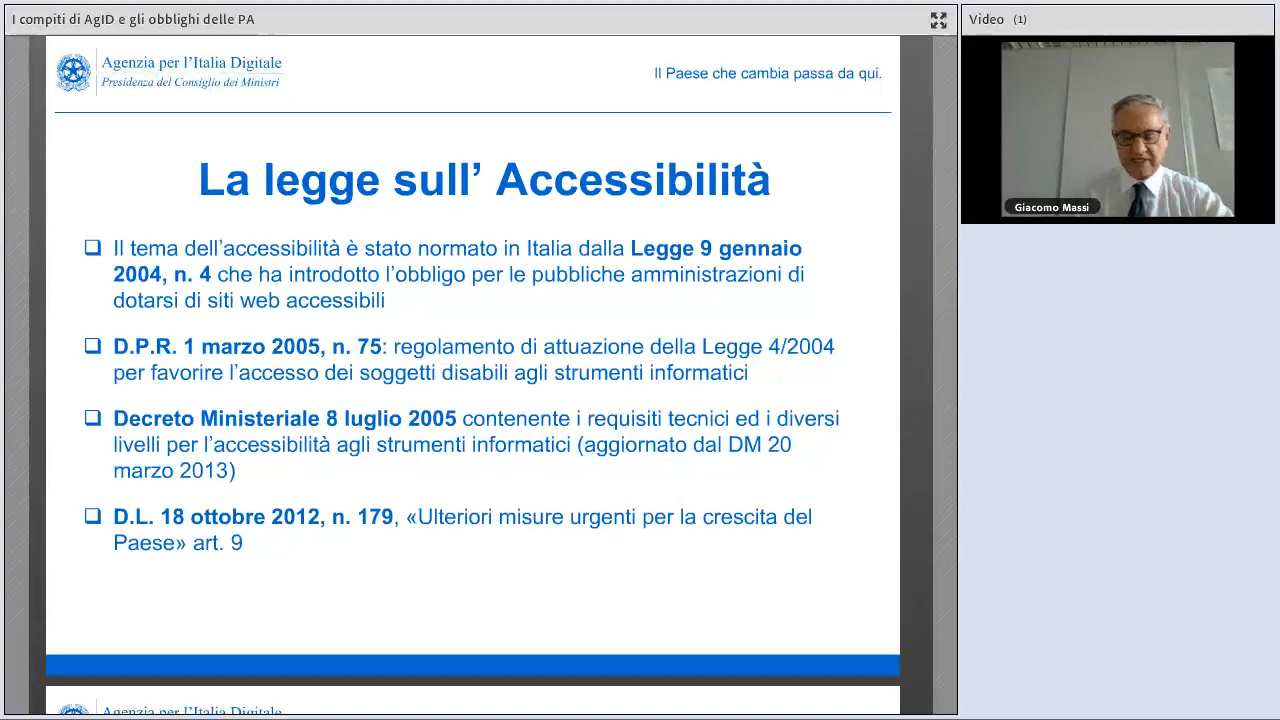 I compiti di AgID e gli obblighi delle PA
Video (1)
Agenzia per l'Italia Digitale
Presidenza del Consiglio dei Ministri
Il Paese che cambia passa da qui.
Giacomo Massi
La legge sull' Accessibilità
Il tema dell'accessibilità è stato normato in Italia dalla Legge 9 gennaio
2004, n. 4 che ha introdotto l'obbligo per le pubbliche amministrazioni di
dotarsi di siti web accessibili
D.P.R. 1 marzo 2005, n. 75: regolamento di attuazione della Legge 4/2004
per favorire l'accesso dei soggetti disabili agli strumenti informatici
Decreto Ministeriale 8 luglio 2005 contenente i requisiti tecnici ed i diversi
livelli per l'accessibilità agli strumenti informatici (aggiornato dal DM 20
marzo 2013)
D.L. 18 ottobre 2012, n. 179, «Ulteriori misure urgenti per la crescita del
Paese» art. 9
Agenzia per l'Italia Digitale